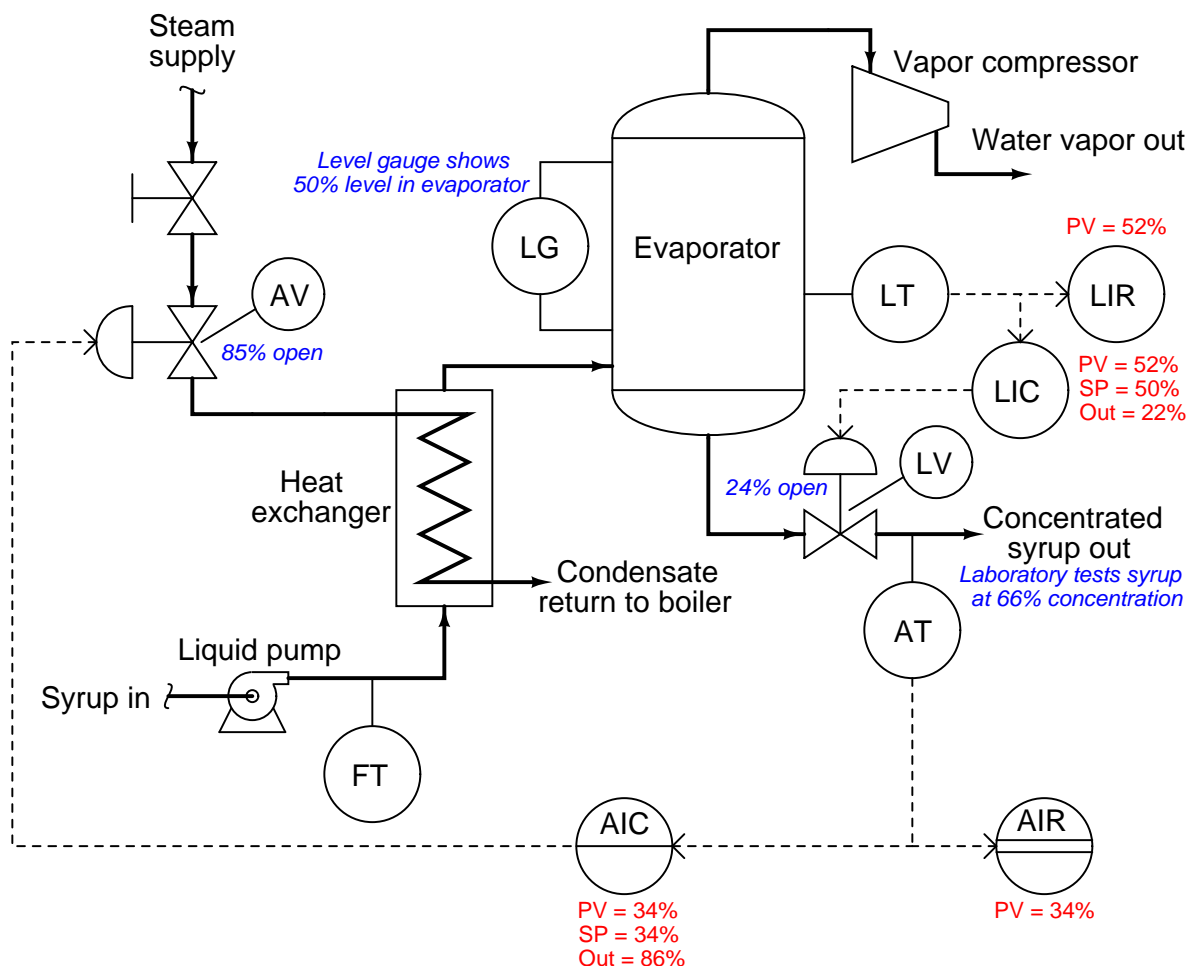 Steam
supply
Vapor compressor
Water vapor out
Level gauge shows
50% level in evaporator
LG
Evaporator
PV = 52%
LT
LIR
AV
85% open
LIC
PV = 52%
SP = 50%
Out = 22%
Heat
exchanger
24% open
LV
Concentrated
syrup out
Laboratory tests syrup
at 66% concentration
Condensate
return to boiler
AT
Liquid pump
Syrup in
FT
AIC
PV = 34%
SP = 34%
Out = 86%
AIR
PV = 34%